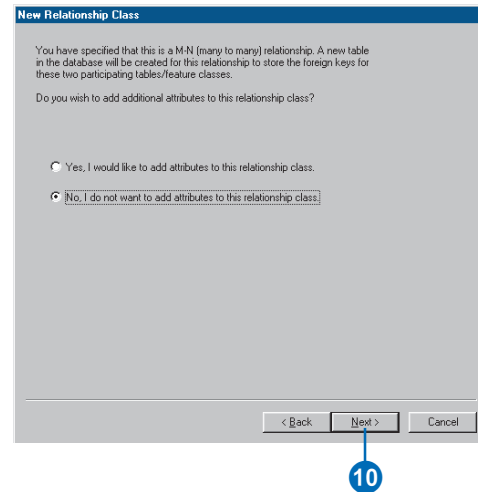 New Relationship Class
You have specified that this is a M-N (many to many) relationship. A new table
in the database will be created for this relationship to store the foreign keys for
these two participating tables/feature classes.
Do you wish to add additional attributes to this relationship class?
Yes, I would like to add attributes to this relationship class.
No, I do not want to add attributes to this relationship class.
< Back Next > Cancel
10